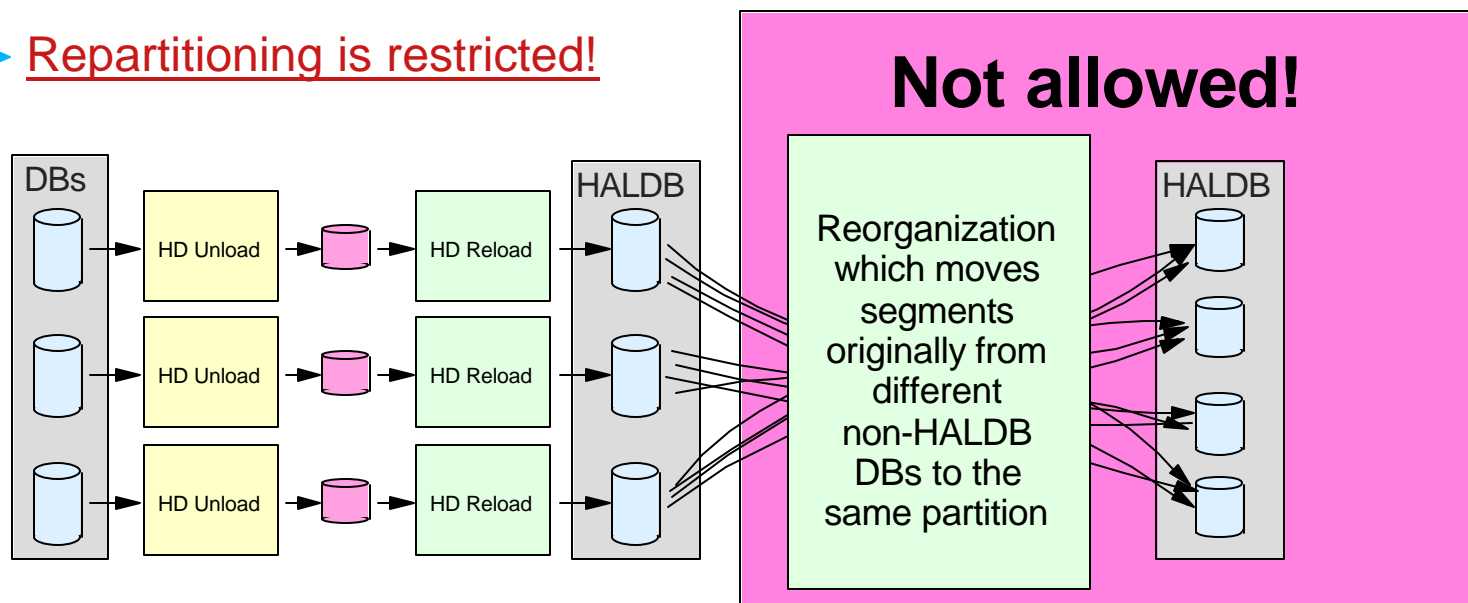 Repartitioning is restricted!
Not allowed!
DBs
HD Unload
HD Reload
HALDB
HD Unload
HD Reload
HD Unload
HD Reload
Reorganization
which moves
segments
originally from
different
non-HALDB
DBs to the
same partition
HALDB